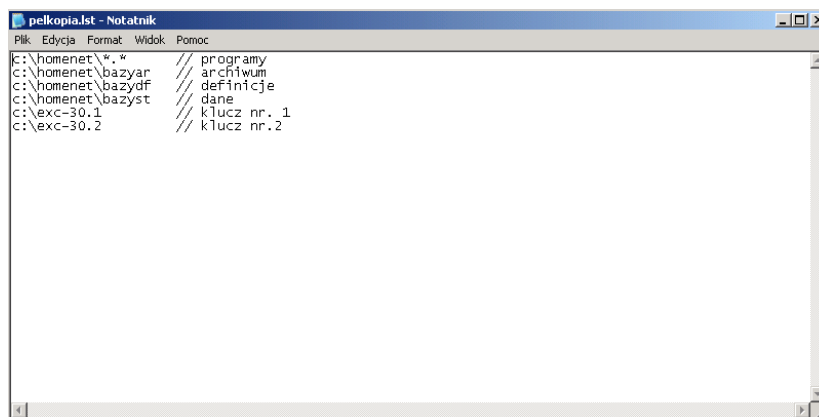 pelkopia.lst - Notatnik
Plik Edycja Format Widok Pomoc
c:\homenet\*.* // programy
c:\homenet\bazyar // archiwum
c:\homenet\bazydf // definicje
c:\homenet\bazyst // dane
c:\exc-30.1 // klucz nr. 1
c:\exc-30.2 // klucz nr.2